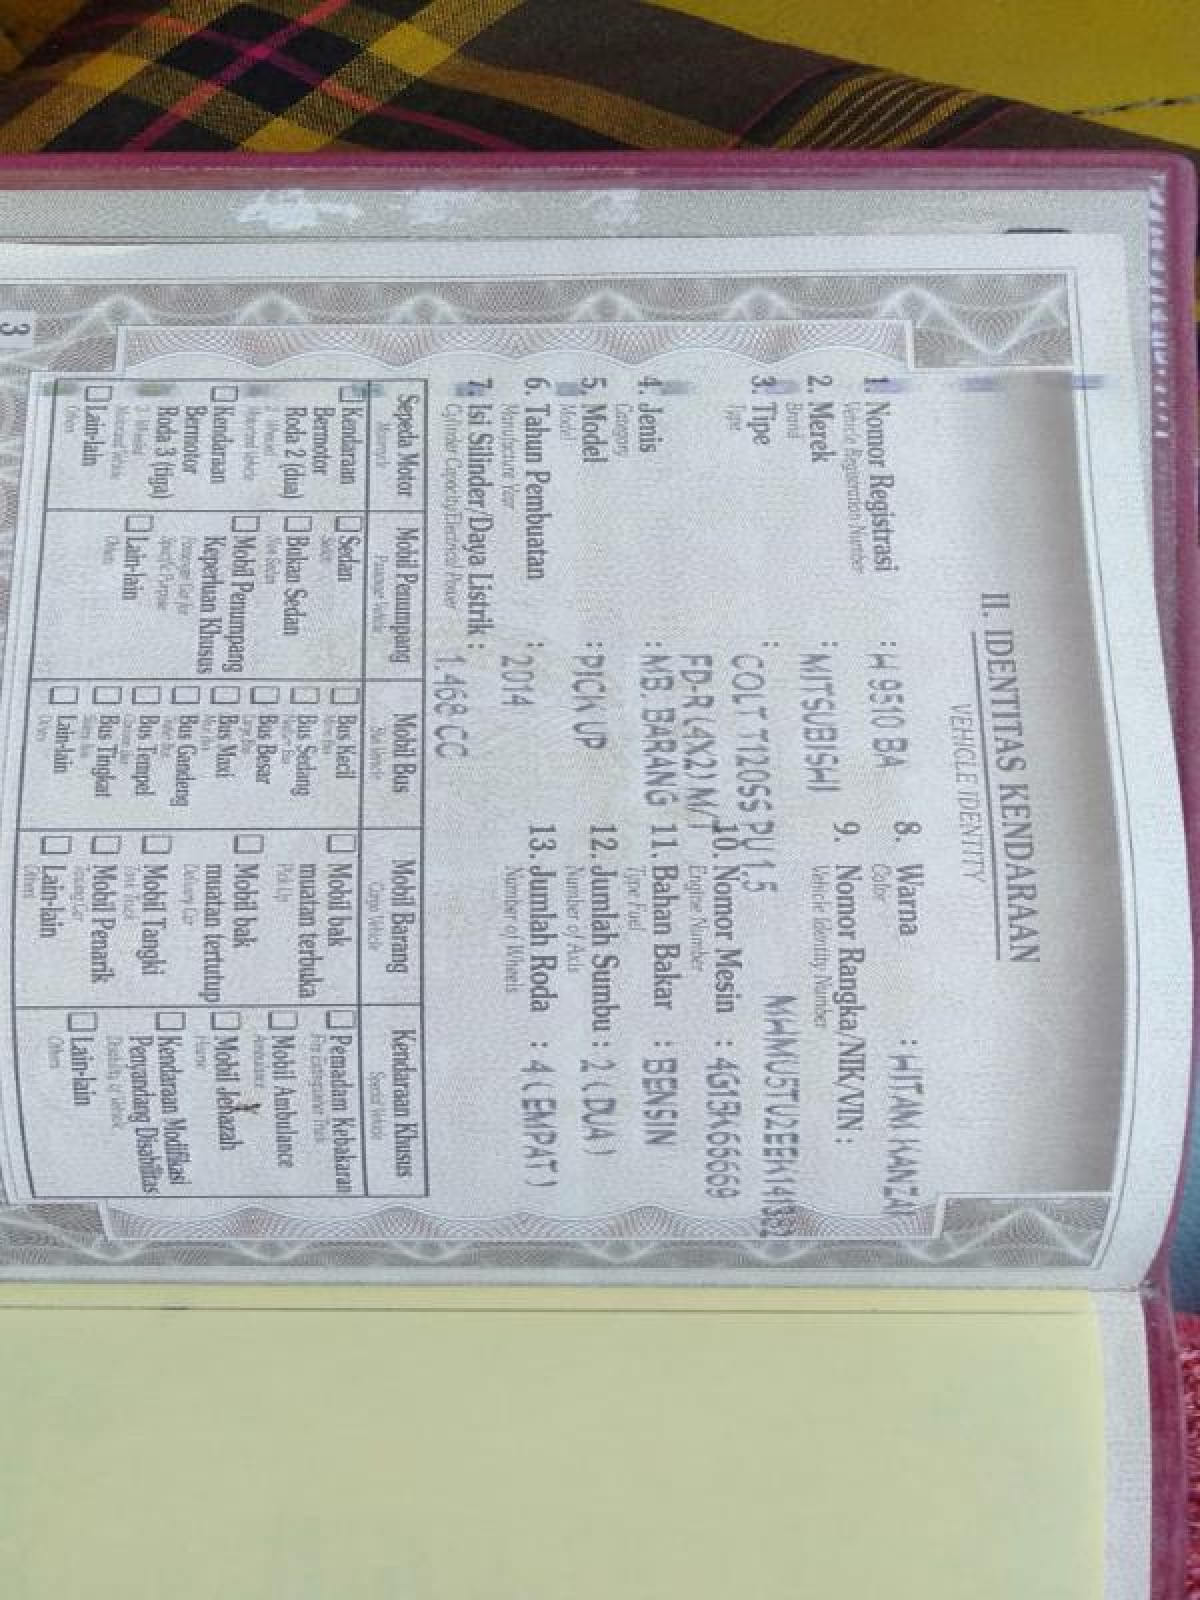 II. IDENTITAS KENDARAAN
VEHICLE IDENTITY
1. Nomor Registrasi : H 9510 BA
Vehicle Registration Number
2. Merek : MITSUBISHI
Brand
3. Tipe : COLT T120SS PU 1.5
Type
FD-R (4X2) M/T
4. Jenis : MB. BARANG
Category
5. Model : PICK UP
Model
6. Tahun Pembuatan : 2014
Manufacture Year
7. Isi Silinder/Daya Listrik : 1.468 CC
Cylinder Capacity/Electrical Power
8. Warna : HITAM KANZAI
Color
9. Nomor Rangka/NIK/VIN :
Vehicle Identity Number
10. Nomor Mesin : 4G15K66669
Engine Number
11. Bahan Bakar : BENSIN
Type Fuel
12. Jumlah Sumbu : 2 ( DUA )
Number of Axis
13. Jumlah Roda : 4 ( EMPAT )
Number of Wheels
Sepeda Motor
Kendaraan
Bermotor
Roda 2 (dua)
Kendaraan
Bermotor
Roda 3 (tiga)
Lain-lain
Others
Mobil Penumpang
Passenger Vehicle
Sedan
Sedan
Bukan Sedan
Non Sedan
Mobil Penumpang
Keperluan Khusus
Lain-lain
Others
Mobil Bus
Bus Kecil
Bus Sedang
Bus Besar
Bus Maxi
Bus Gandeng
Bus Tempel
Bus Tingkat
Lain-lain
Others
Mobil Barang
Cargo Vehicle
Mobil bak
muatan terbuka
Pick Up
Mobil bak
muatan tertutup
Delivery Car
Mobil Tangki
Tank Truck
Mobil Penarik
Towing Car
Lain-lain
Others
Kendaraan Khusus
Special Vehicle
Pemadam Kebakaran
Mobil Ambulance
Ambulance
Mobil Jenazah
Kendaraan Modifikasi
Penyandang Disabilitas
Lain-lain
Others
3